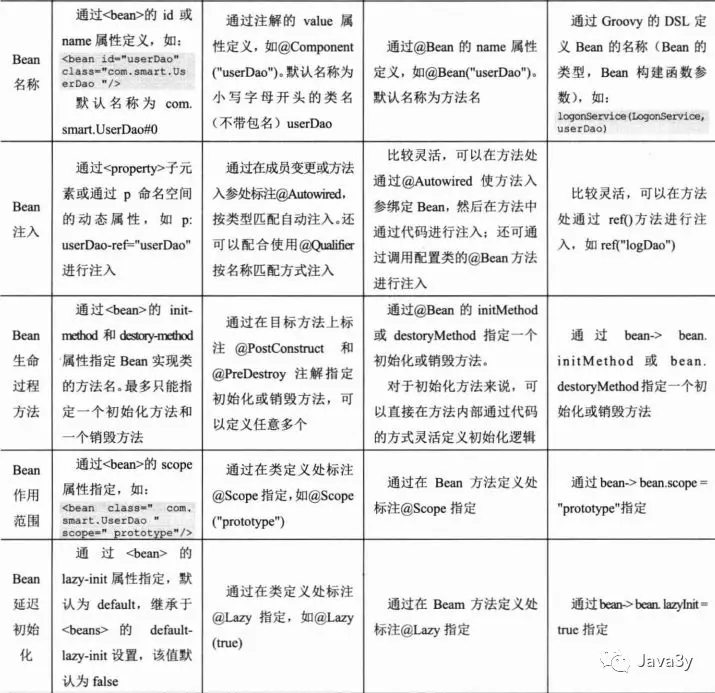 Bean
名称
通过<bean>的 id 或
name 属性定义，如：
<bean id="userDao"
class="com.smart.Us
erDao "/>
默认名称为 com.
smart.UserDao#0
通过注解的 value 属
性定义，如@Component
("userDao")。默认名称为
小写字母开头的类名
（不带包名）userDao
通过@Bean 的 name 属性
定义，如@Bean("userDao")。
默认名称为方法名
通过 Groovy 的 DSL 定
义 Bean 的名称（Bean 的
类型，Bean 构建函数参
数），如：
logonService(LogonService,
userDao)
Bean
注入
通过<property>子元
素或通过 p 命名空间
的动态属性，如 p:
userDao-ref="userDao"
进行注入
通过在成员变更或方法
入参处标注@Autowired，
按类型匹配自动注入。还
可以配合使用@Qualifier
按名称匹配方式注入
比较灵活，可以在方法处
通过@Autowired 使方法入
参绑定 Bean，然后在方法中
通过代码进行注入；还可通
过调用配置类的@Bean 方法
进行注入
比较灵活，可以在方法
处通过 ref()方法进行注
入，如 ref("logDao")
Bean
生命
过程
方法
通过<bean>的 init-
method 和 destory-method
属性指定 Bean 实现类
的方法名。最多只能指
定一个初始化方法和
一个销毁方法
通过在目标方法上标
注 @PostConstruct 和
@PreDestroy 注解指定
初始化或销毁方法，可
以定义任意多个
通过@Bean 的 initMethod
或 destoryMethod 指定一个
初始化或销毁方法。
对于初始化方法来说，可
以直接在方法内部通过代码
的方式灵活定义初始化逻辑
通过 bean-> bean.
initMethod 或 bean.
destoryMethod 指定一个初
始化或销毁方法
Bean
作用
范围
通过<bean>的 scope
属性指定，如：
<bean class=" com.
smart.UserDao "
scope=" prototype"/>
通过在类定义处标注
@Scope 指定，如@Scope
("prototype")
通过在 Bean 方法定义处
标注@Scope 指定
通过 bean-> bean.scope =
"prototype"指定
Bean
延迟
初始
化
通过 <bean> 的
lazy-init 属性指定，默
认为 default，继承于
<beans> 的 default-
lazy-init 设置，该值默
认为 false
通过在类定义处标注
@Lazy 指定，如@Lazy
(true)
通过在 Beam 方法定义处
标注@Lazy 指定
通过 bean-> bean. lazyInit =
true 指定
Java3y